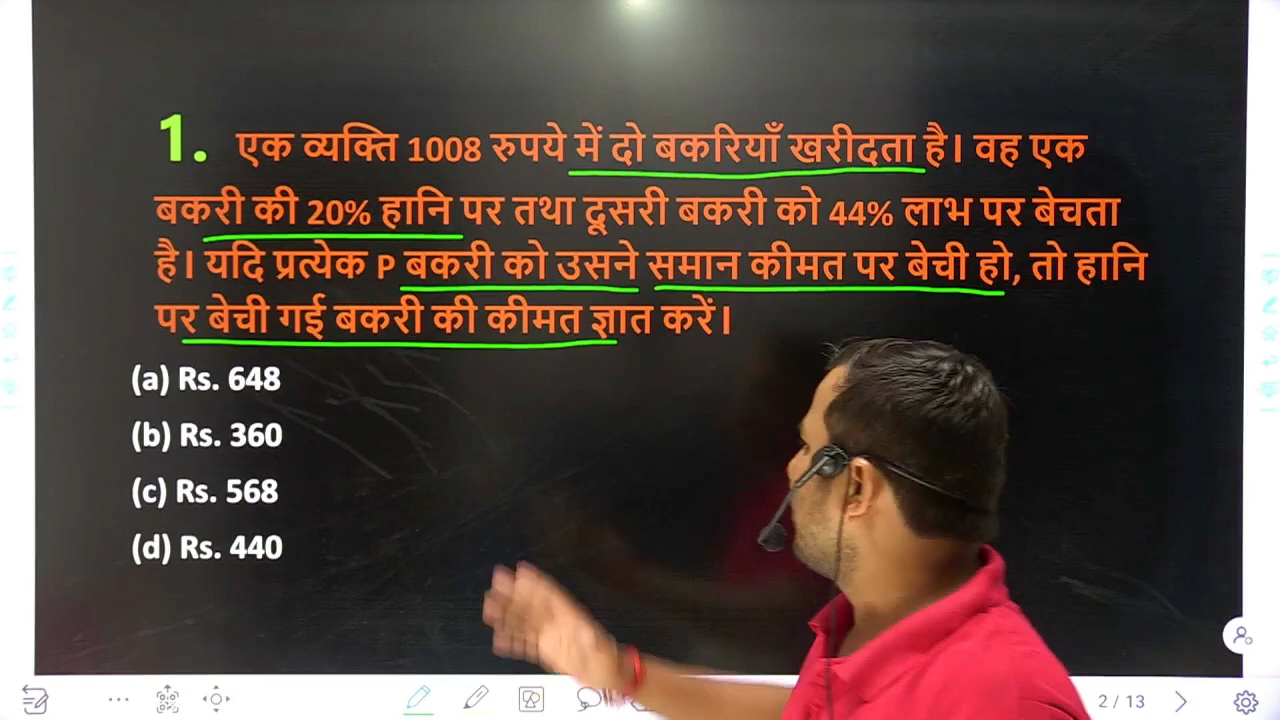 1. एक व्यक्ति 1008 रुपये में दो बकरियाँ खरीदता है। वह एक
बकरी की 20% हानि पर तथा दूसरी बकरी को 44% लाभ पर बेचता
है। यदि प्रत्येक P बकरी को उसने समान कीमत पर बेची हो, तो हानि
पर बेची गई बकरी की कीमत ज्ञात करें।
(a) Rs. 648
(b) Rs. 360
(c) Rs. 568
(d) Rs. 440
2 / 13